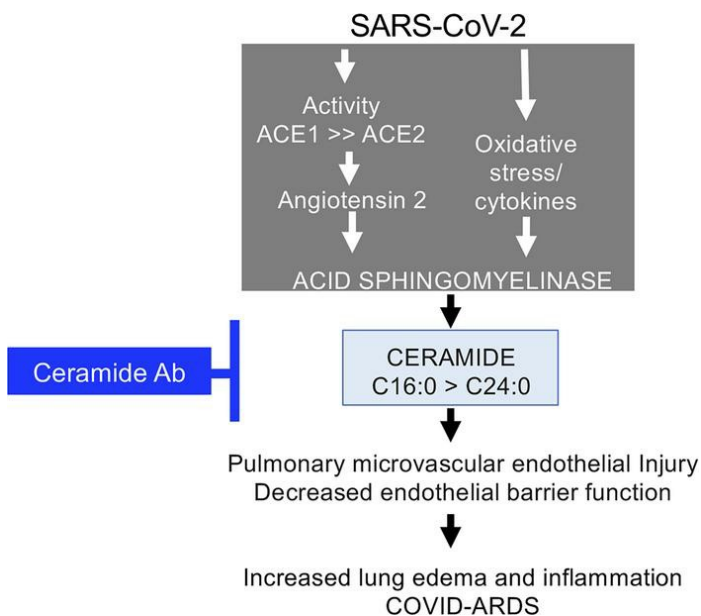 SARS-CoV-2
Activity
ACE1 >> ACE2
Oxidative
stress/
cytokines
Angiotensin 2
ACID SPHINGOMYELINASE
Ceramide Ab
CERAMIDE
C16:0 > C24:0
Pulmonary microvascular endothelial Injury
Decreased endothelial barrier function
Increased lung edema and inflammation
COVID-ARDS